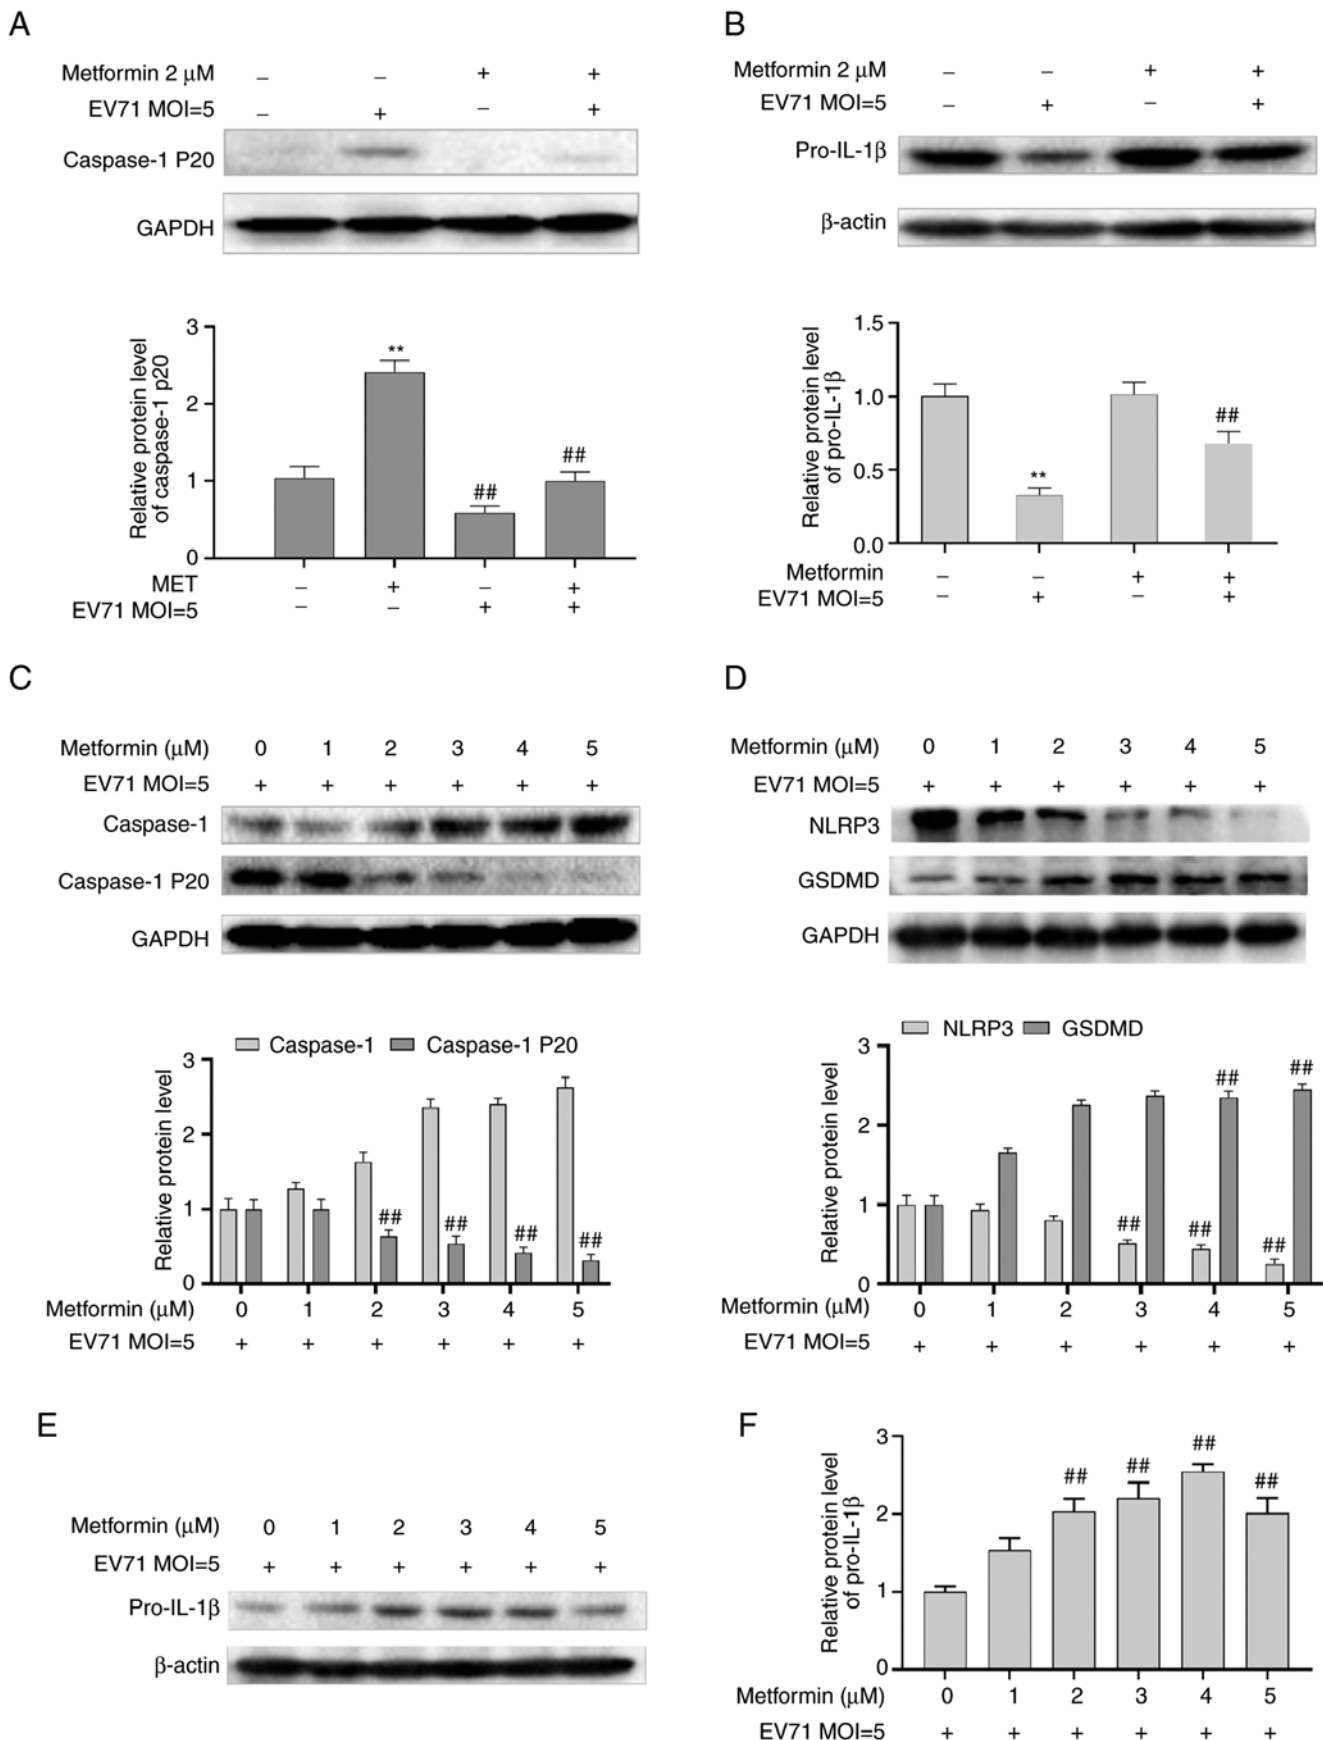 A
Metformin 2 μM – – + +
EV71 MOI=5 – + – +
Caspase-1 P20
GAPDH
Relative protein level
of caspase-1 p20
3
2
1
0
**
##
##
MET – + – +
EV71 MOI=5 – – + +
B
Metformin 2 μM – – + +
EV71 MOI=5 – + – +
Pro-IL-1β
β-actin
Relative protein level
of pro-IL-1β
1.5
1.0
0.5
0.0
**
##
Metformin – – + +
EV71 MOI=5 – + – +
C
Metformin (μM) 0 1 2 3 4 5
EV71 MOI=5 + + + + + +
Caspase-1
Caspase-1 P20
GAPDH
Caspase-1 Caspase-1 P20
Relative protein level
3
2
1
0
## ## ## ##
Metformin (μM) 0 1 2 3 4 5
EV71 MOI=5 + + + + + +
D
Metformin (μM) 0 1 2 3 4 5
EV71 MOI=5 + + + + + +
NLRP3
GSDMD
GAPDH
NLRP3 GSDMD
Relative protein level
3
2
1
0
## ##
## ## ##
Metformin (μM) 0 1 2 3 4 5
EV71 MOI=5 + + + + + +
E
Metformin (μM) 0 1 2 3 4 5
EV71 MOI=5 + + + + + +
Pro-IL-1β
β-actin
F
Relative protein level
of pro-IL-1β
3
2
1
0
## ## ## ##
Metformin (μM) 0 1 2 3 4 5
EV71 MOI=5 + + + + + +